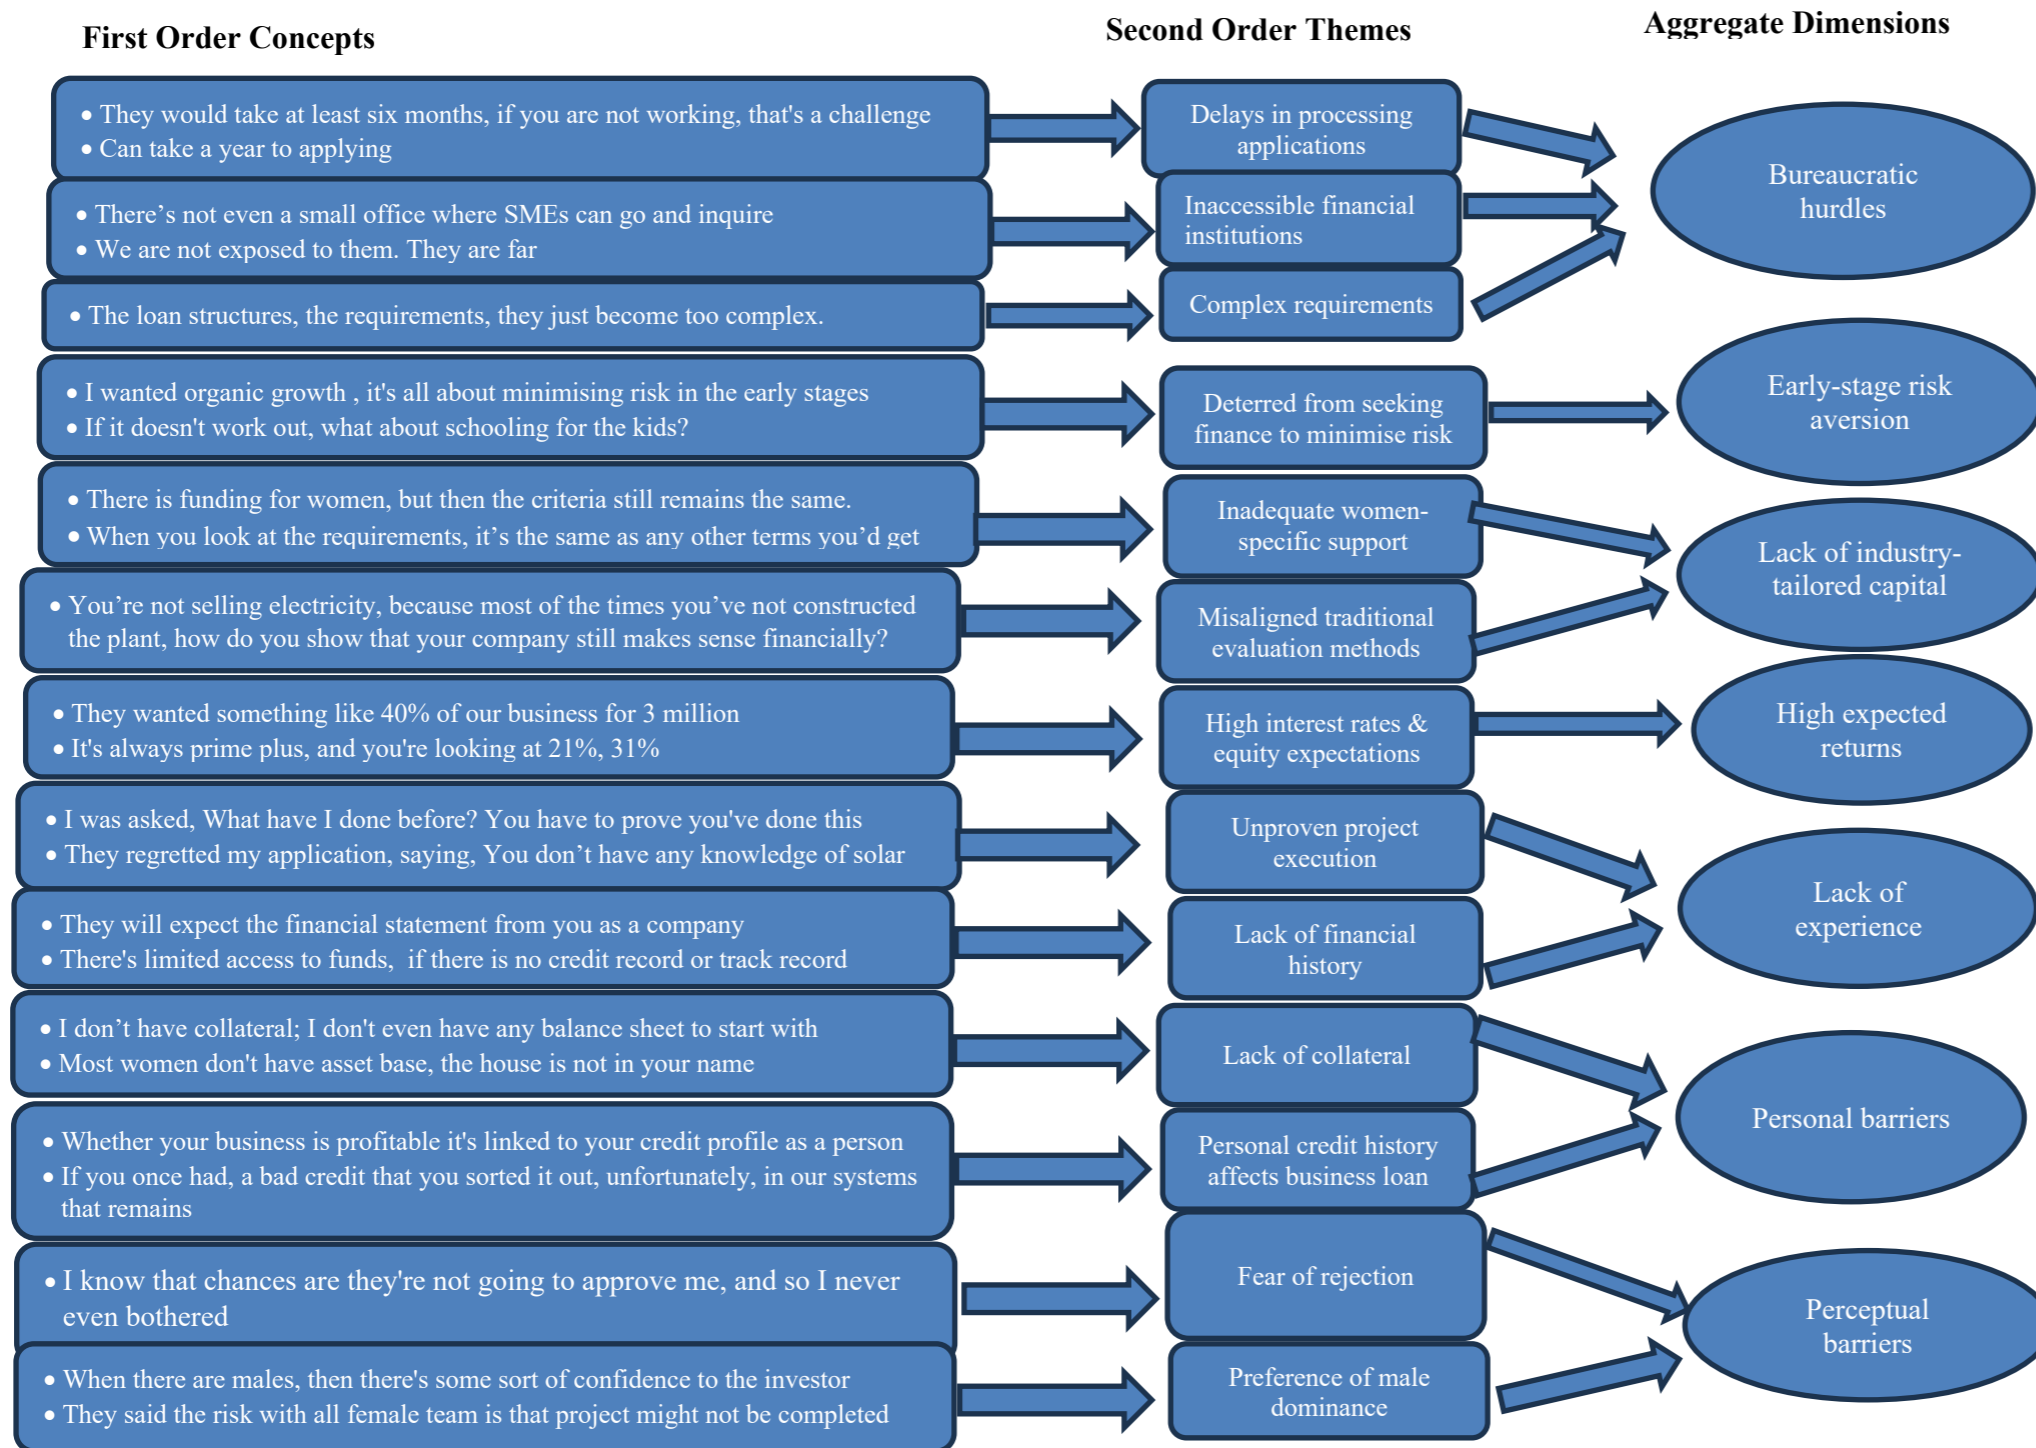 First Order Concepts
Second Order Themes
Aggregate Dimensions
• They would take at least six months, if you are not working, that's a challenge
• Can take a year to applying
Delays in processing
applications
Bureaucratic
hurdles
• There’s not even a small office where SMEs can go and inquire
• We are not exposed to them. They are far
Inaccessible financial
institutions
• The loan structures, the requirements, they just become too complex.
Complex requirements
• I wanted organic growth , it's all about minimising risk in the early stages
• If it doesn't work out, what about schooling for the kids?
Deterred from seeking
finance to minimise risk
Early-stage risk
aversion
• There is funding for women, but then the criteria still remains the same.
• When you look at the requirements, it’s the same as any other terms you’d get
Inadequate women-
specific support
Lack of industry-
tailored capital
• You’re not selling electricity, because most of the times you’ve not constructed
the plant, how do you show that your company still makes sense financially?
Misaligned traditional
evaluation methods
• They wanted something like 40% of our business for 3 million
• It's always prime plus, and you're looking at 21%, 31%
High interest rates &
equity expectations
High expected
returns
• I was asked, What have I done before? You have to prove you've done this
• They regretted my application, saying, You don’t have any knowledge of solar
Unproven project
execution
Lack of
experience
• They will expect the financial statement from you as a company
• There's limited access to funds,  if there is no credit record or track record
Lack of financial
history
• I don’t have collateral; I don't even have any balance sheet to start with
• Most women don't have asset base, the house is not in your name
Lack of collateral
Personal barriers
• Whether your business is profitable it's linked to your credit profile as a person
• If you once had, a bad credit that you sorted it out, unfortunately, in our systems
that remains
Personal credit history
affects business loan
• I know that chances are they're not going to approve me, and so I never
even bothered
Fear of rejection
Perceptual
barriers
• When there are males, then there's some sort of confidence to the investor
• They said the risk with all female team is that project might not be completed
Preference of male
dominance